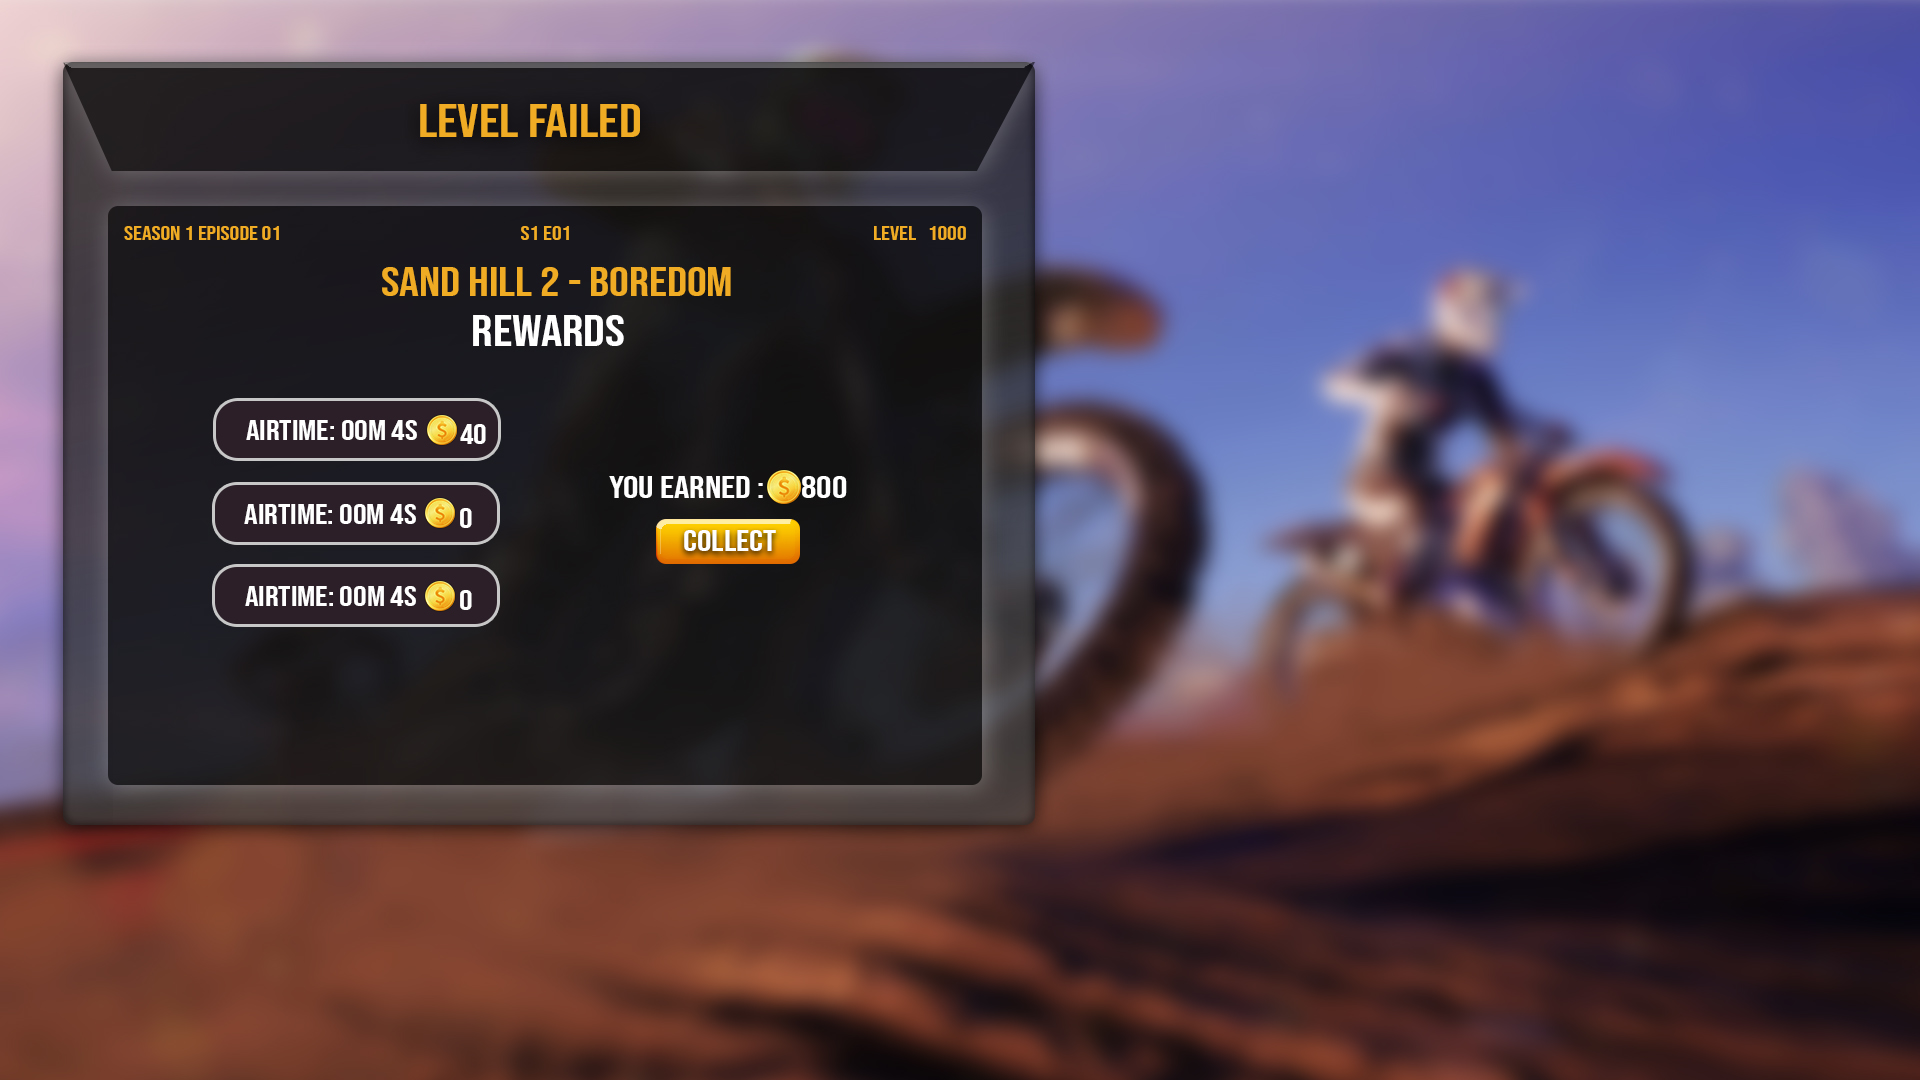 LEVEL FAILED
SEASON 1 EPISODE 01
S1 E01
LEVEL 1000
SAND HILL 2 - BOREDOM
REWARDS
AIRTIME: 00M 4S $ 40
AIRTIME: 00M 4S $ 0
AIRTIME: 00M 4S $ 0
YOU EARNED : $ 800
COLLECT